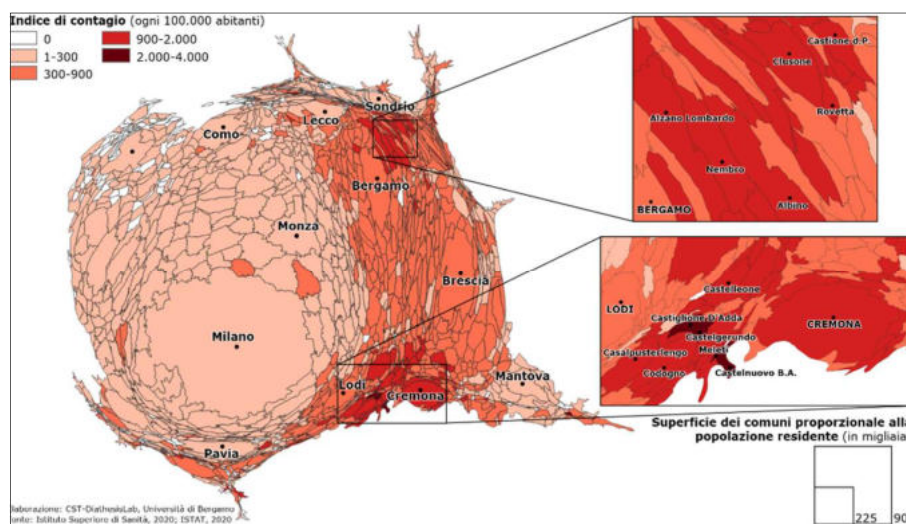 Indice di contagio (ogni 100.000 abitanti)
0
900-2.000
1-300
2.000-4.000
300-900
Sondrio
Lecco
Como
Bergamo
Monza
Brescia
Milano
Lodi
Cremona
Mantova
Pavia
Castione d.P.
Clusone
Rovetta
Alzano Lombardo
Nembro
BERGAMO
Albino
Castelleone
LODI
Castiglione D'Adda
CREMONA
Castelgerundo
Meleti
Casalpusterlengo
Codogno
Castelnuovo B.A.
Superficie dei comuni proporzionale alla
popolazione residente (in migliaia
225
90
laborazione: CST-DiathesisLab, Università di Bergamo
onte: Istituto Superiore di Sanità, 2020; ISTAT, 2020